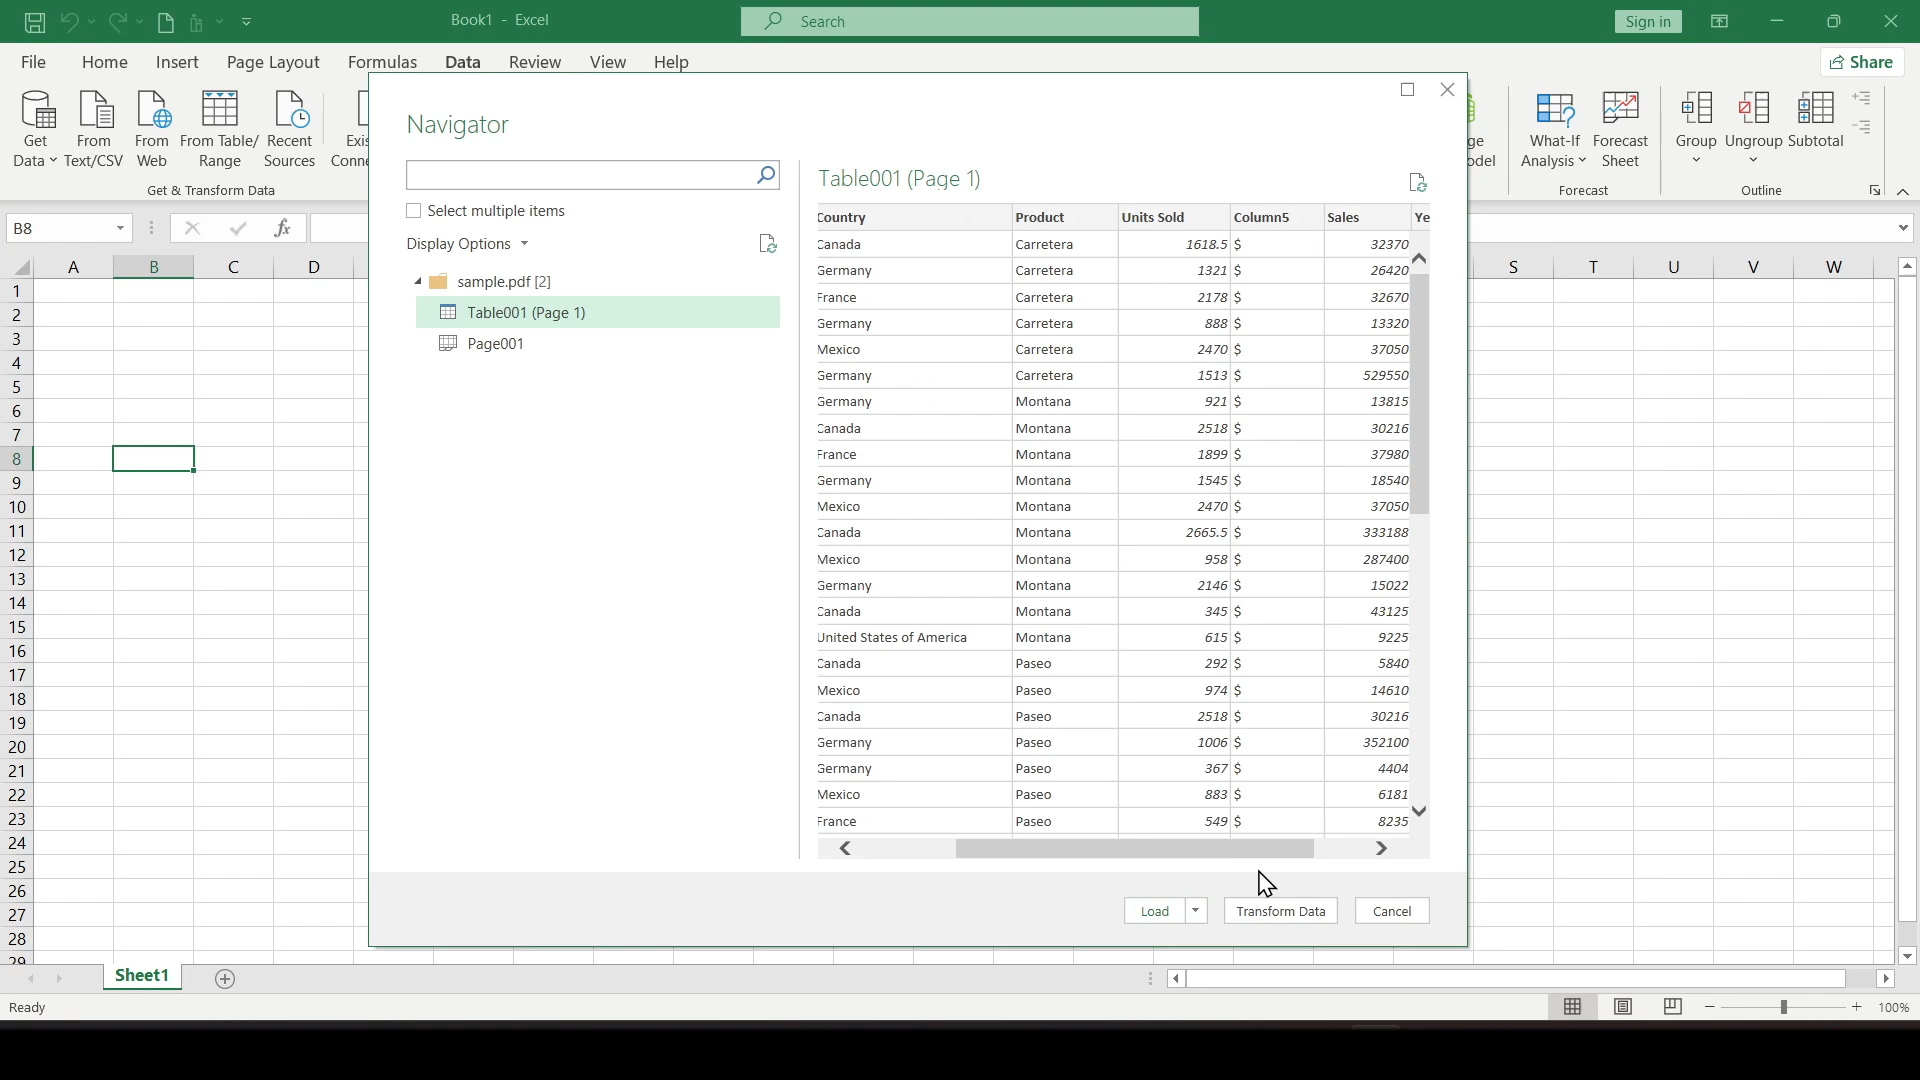 Book1 - Excel
Search
Sign in
File Home Insert Page Layout Formulas Data Review View Help
Share
Get Data
From Text/CSV
From Web
From Table/ Range
Recent Sources
What-If Analysis
Forecast Sheet
Group
Ungroup
Subtotal
Get & Transform Data
Forecast
Outline
B8
A B C D
S T U V W
1
2
3
4
5
6
7
8
9
10
11
12
13
14
15
16
17
18
19
20
21
22
23
24
25
26
27
28
29
Navigator
Select multiple items
Display Options
sample.pdf [2]
Table001 (Page 1)
Page001
Table001 (Page 1)
Country Product Units Sold Column5 Sales Ye
Canada Carretera 1618.5 $ 32370
Germany Carretera 1321 $ 26420
France Carretera 2178 $ 32670
Germany Carretera 888 $ 13320
Mexico Carretera 2470 $ 37050
Germany Carretera 1513 $ 529550
Germany Montana 921 $ 13815
Canada Montana 2518 $ 30216
France Montana 1899 $ 37980
Germany Montana 1545 $ 18540
Mexico Montana 2470 $ 37050
Canada Montana 2665.5 $ 333188
Mexico Montana 958 $ 287400
Germany Montana 2146 $ 15022
Canada Montana 345 $ 43125
United States of America Montana 615 $ 9225
Canada Paseo 292 $ 5840
Mexico Paseo 974 $ 14610
Canada Paseo 2518 $ 30216
Germany Paseo 1006 $ 352100
Germany Paseo 367 $ 4404
Mexico Paseo 883 $ 6181
France Paseo 549 $ 8235
Load
Transform Data
Cancel
Sheet1
Ready
100%